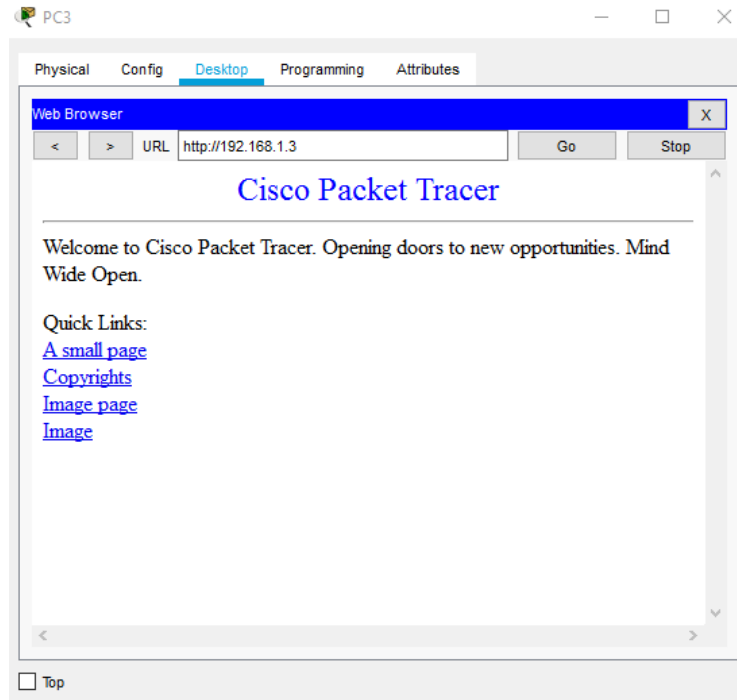 PC3
Physical Config Desktop Programming Attributes
Web Browser X
< > URL http://192.168.1.3 Go Stop
Cisco Packet Tracer
Welcome to Cisco Packet Tracer. Opening doors to new opportunities. Mind
Wide Open.
Quick Links:
A small page
Copyrights
Image page
Image
Top